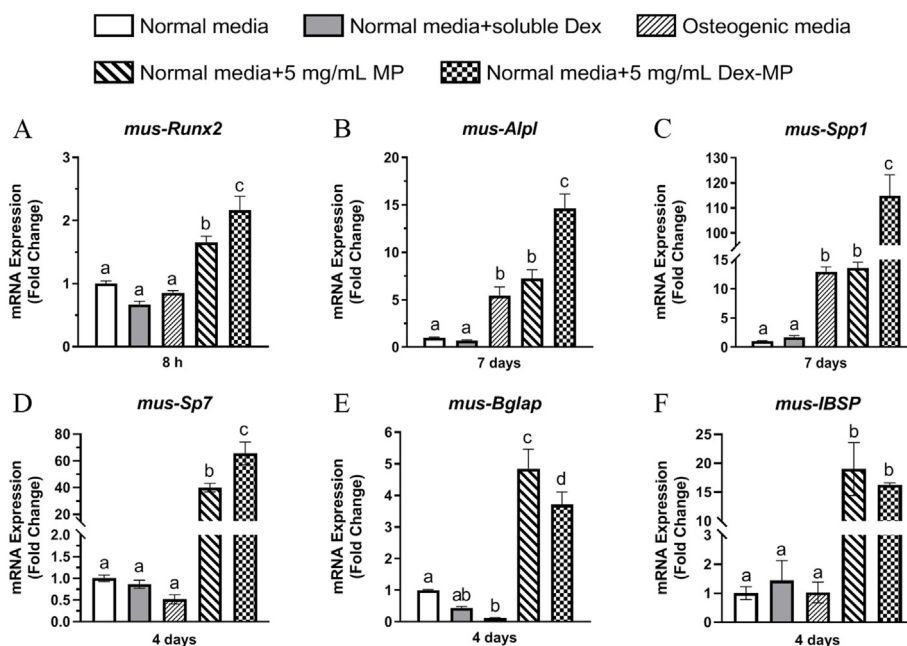 Normal media Normal media+soluble Dex Osteogenic media
Normal media+5 mg/mL MP Normal media+5 mg/mL Dex-MP
A mus-Runx2
mRNA Expression
(Fold Change)
3
2
1
0
a a a b c
8 h
B mus-Alpl
mRNA Expression
(Fold Change)
20
15
10
5
0
a a b b c
7 days
C mus-Spp1
mRNA Expression
(Fold Change)
130
120
110
100
15
10
5
0
a a b b c
7 days
D mus-Sp7
mRNA Expression
(Fold Change)
80
60
40
20
2.0
1.5
1.0
0.5
0.0
a a a b c
4 days
E mus-Bglap
mRNA Expression
(Fold Change)
6
5
4
3
2
1
0
a ab b c d
4 days
F mus-IBSP
mRNA Expression
(Fold Change)
25
20
15
10
2
1
0
a a a b b
4 days